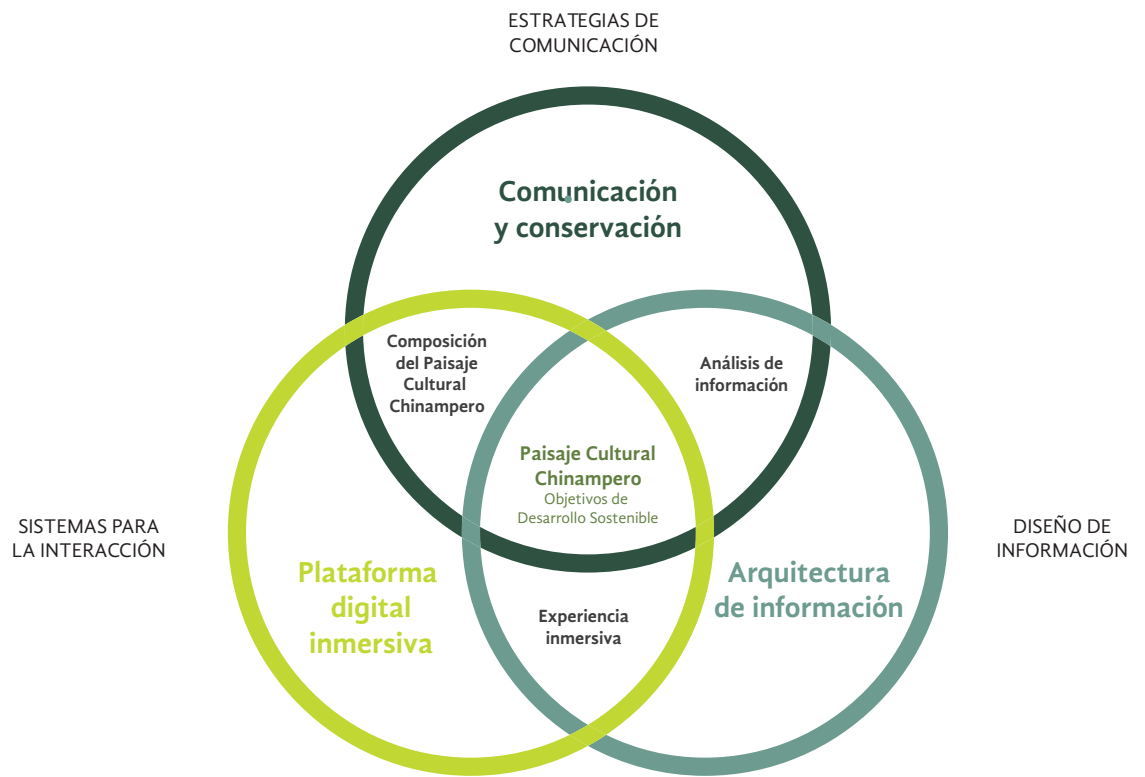 ESTRATEGIAS DE
COMUNICACIÓN
Comunicación
y conservación
Composición
del Paisaje
Cultural
Chinampero
Análisis de
información
Paisaje Cultural
Chinampero
Objetivos de
Desarrollo Sostenible
SISTEMAS PARA
LA INTERACCIÓN
DISEÑO DE
INFORMACIÓN
Plataforma
digital
inmersiva
Arquitectura
de información
Experiencia
inmersiva